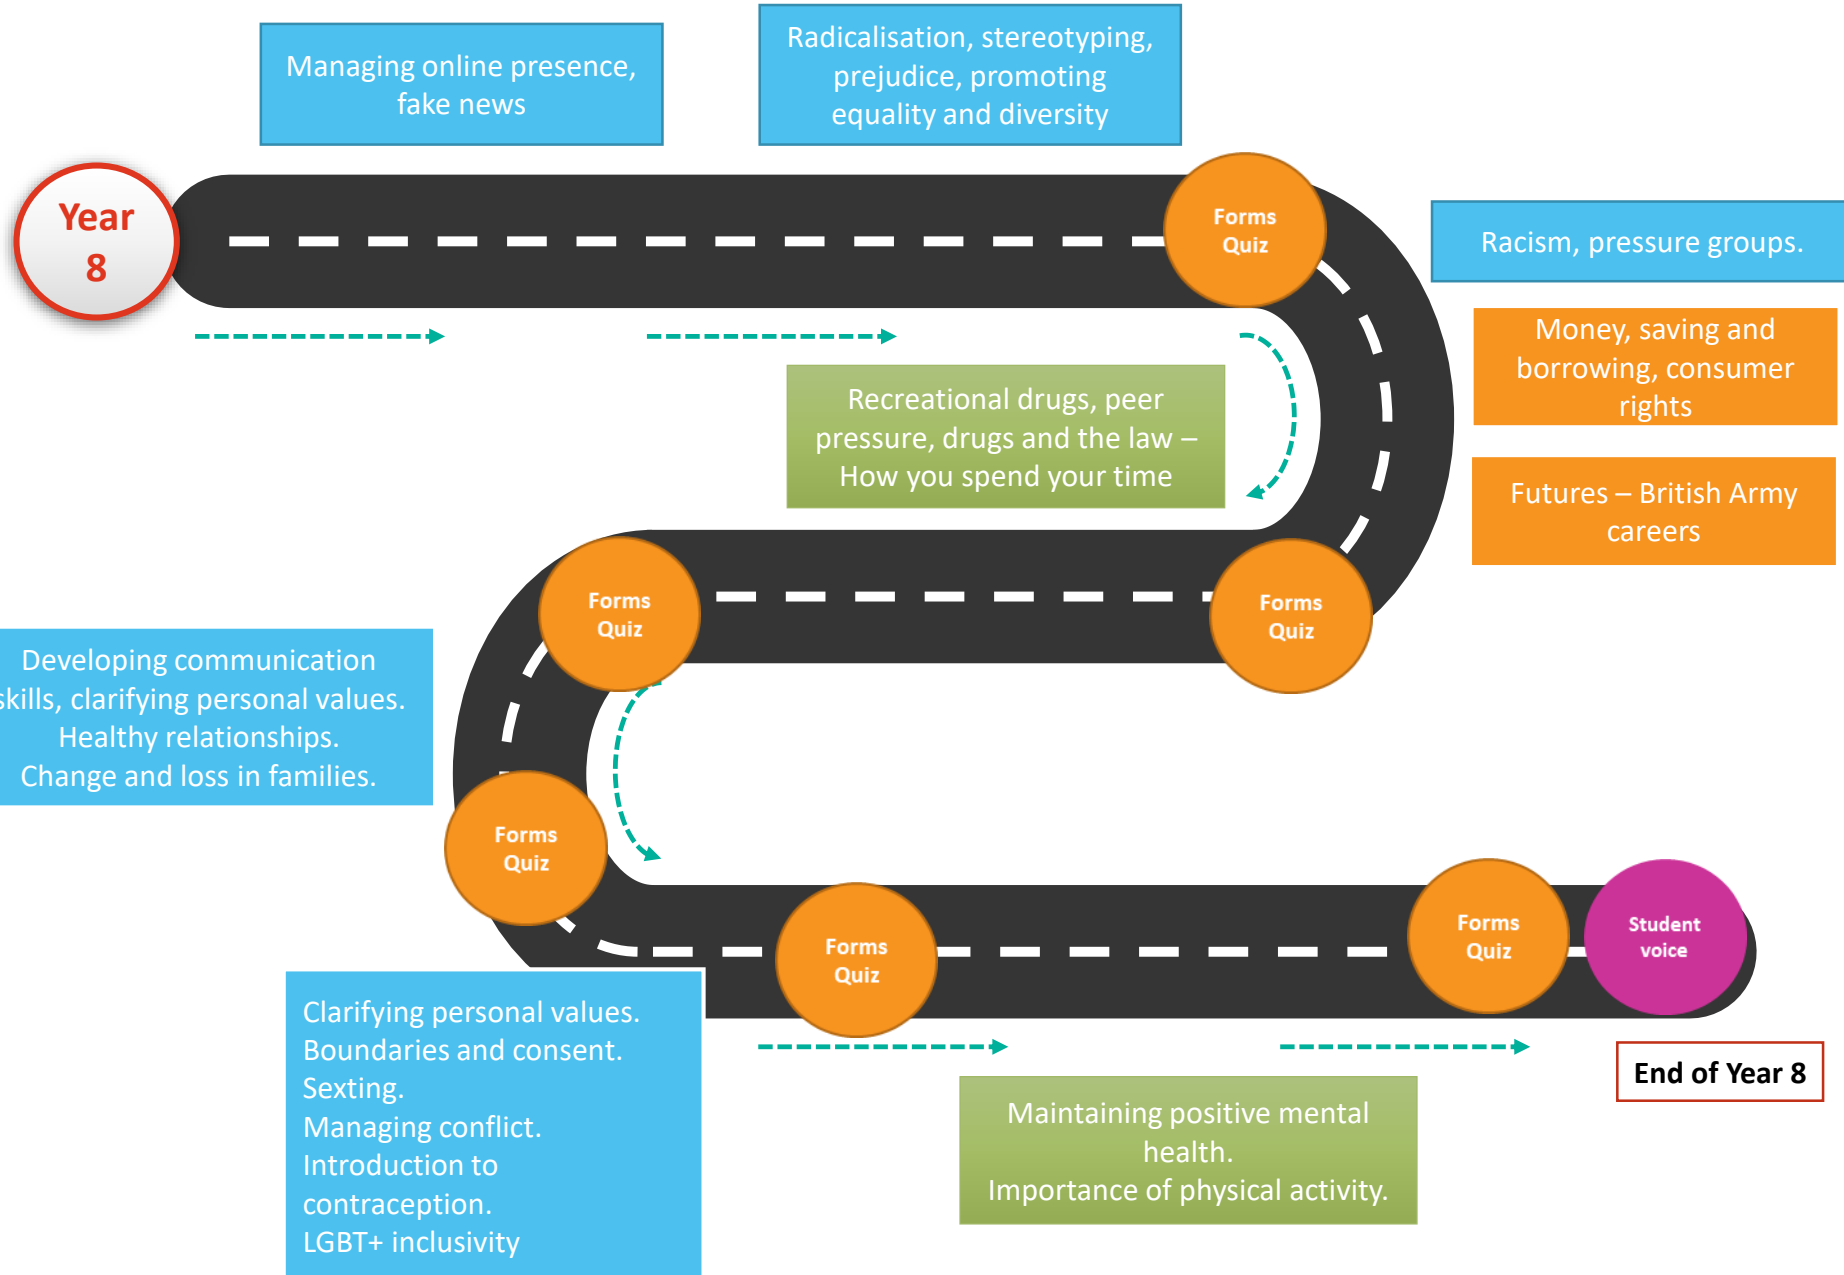 Managing online presence,
fake news
Radicalisation, stereotyping,
prejudice, promoting
equality and diversity
Year
8
Forms
Quiz
Racism, pressure groups.
Money, saving and
borrowing, consumer
rights
Recreational drugs, peer
pressure, drugs and the law –
How you spend your time
Futures – British Army
careers
Forms
Quiz
Forms
Quiz
Developing communication
skills, clarifying personal values.
Healthy relationships.
Change and loss in families.
Forms
Quiz
Forms
Quiz
Forms
Quiz
Student
voice
Clarifying personal values.
Boundaries and consent.
Sexting.
Managing conflict.
Introduction to
contraception.
LGBT+ inclusivity
Maintaining positive mental
health.
Importance of physical activity.
End of Year 8